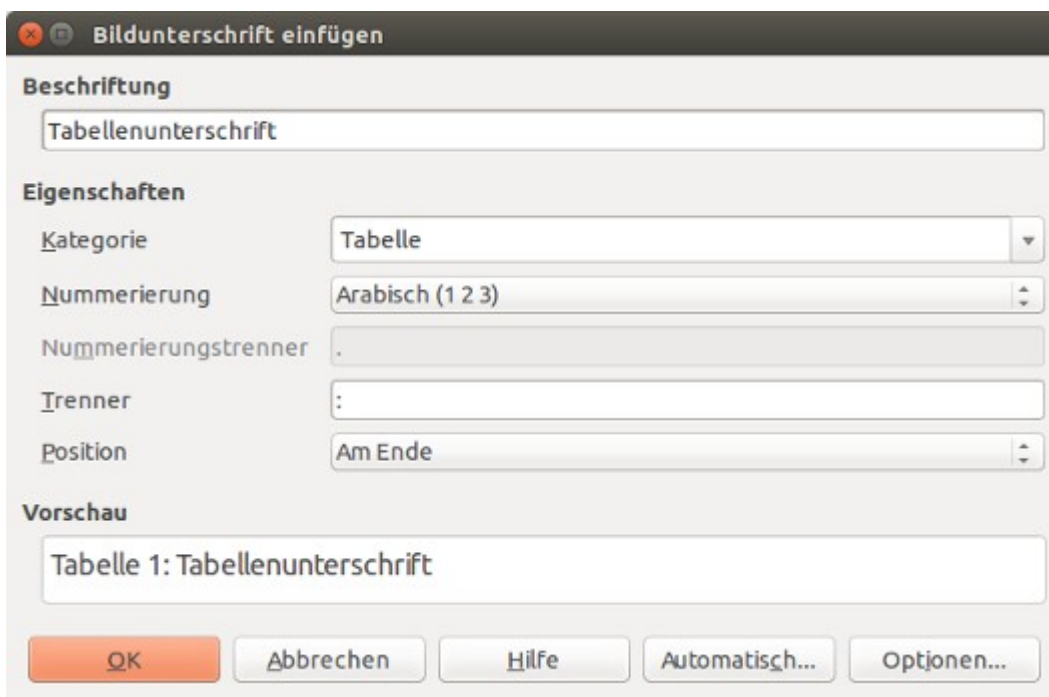 Bildunterschrift einfügen
Beschriftung
Tabellenunterschrift
Eigenschaften
Kategorie Tabelle
Nummerierung Arabisch (1 2 3)
Nummerierungstrenner .
Trenner :
Position Am Ende
Vorschau
Tabelle 1: Tabellenunterschrift
OK Abbrechen Hilfe Automatisch... Optionen...